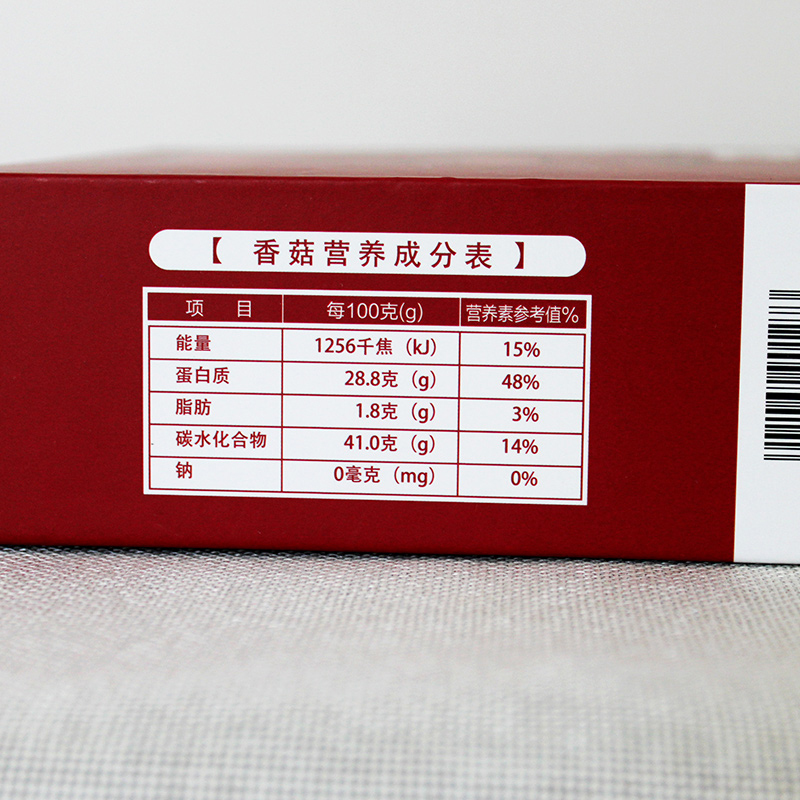 【 香菇营养成分表 】
项 目 每100克(g) 营养素参考值%
能量 1256千焦（kJ） 15%
蛋白质 28.8克（g） 48%
脂肪 1.8克（g） 3%
碳水化合物 41.0克（g） 14%
钠 0毫克（mg） 0%